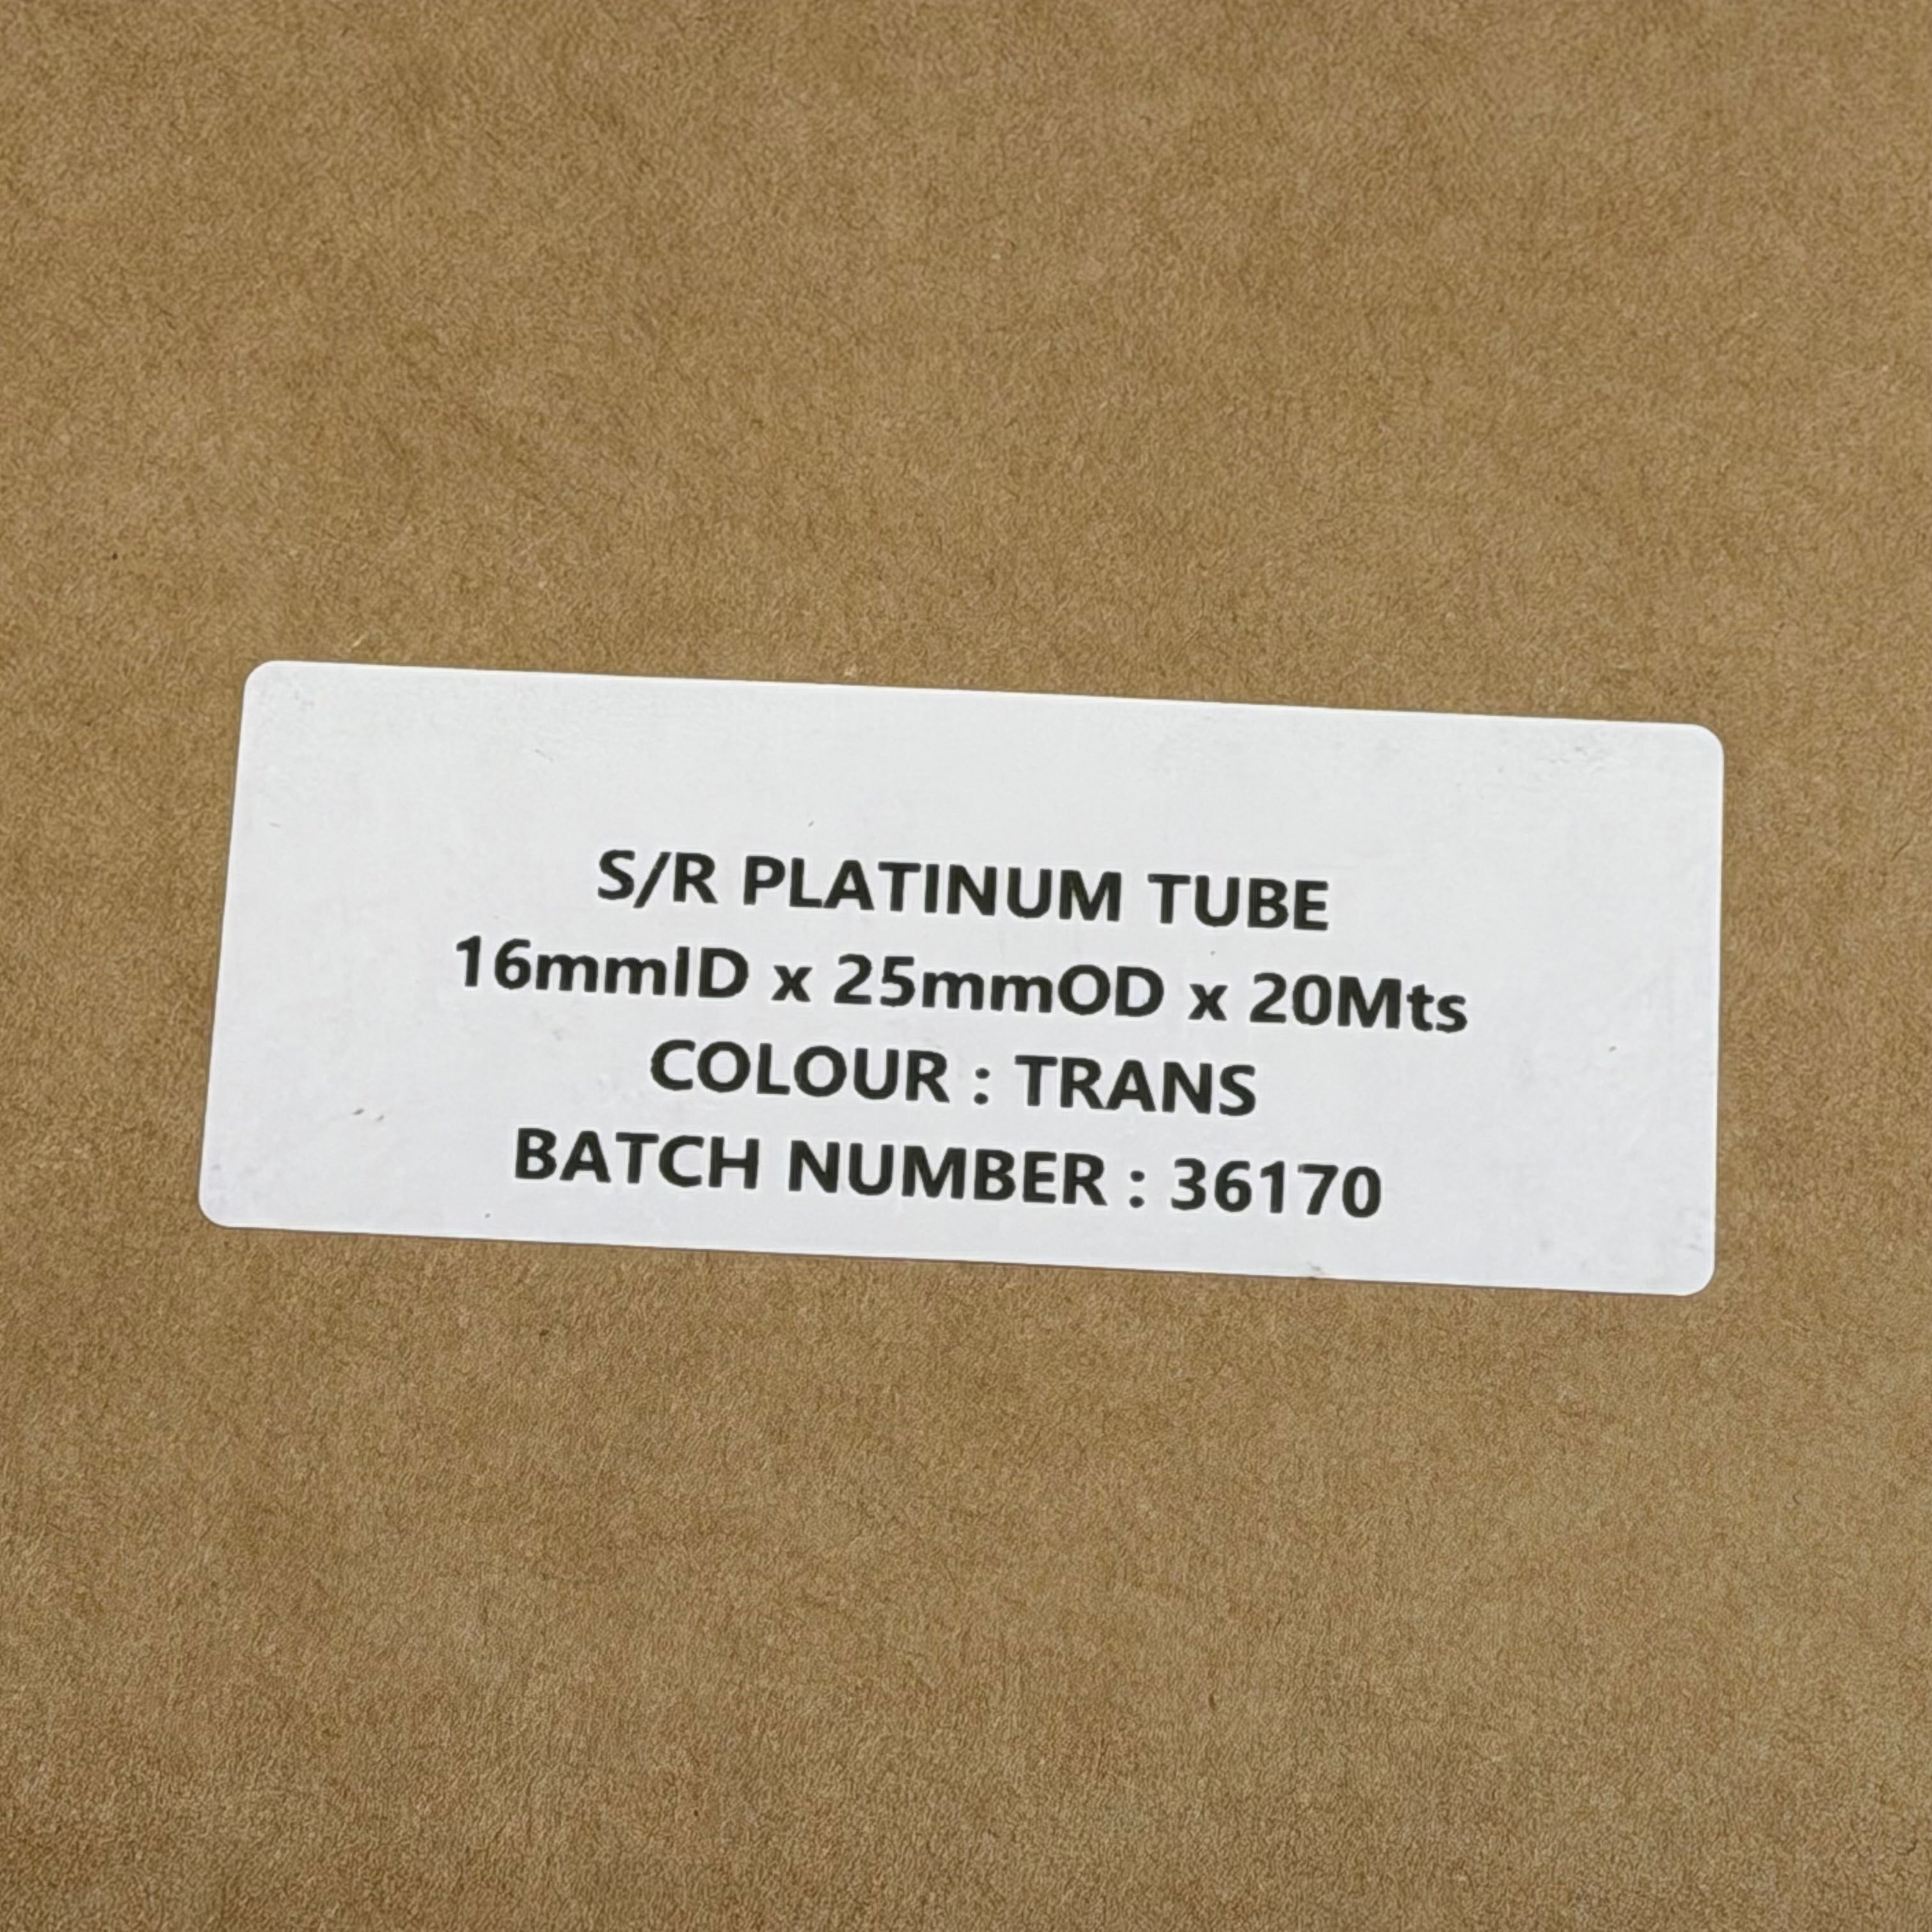 S/R PLATINUM TUBE
16mmID x 25mmOD x 20Mts
COLOUR : TRANS
BATCH NUMBER : 36170